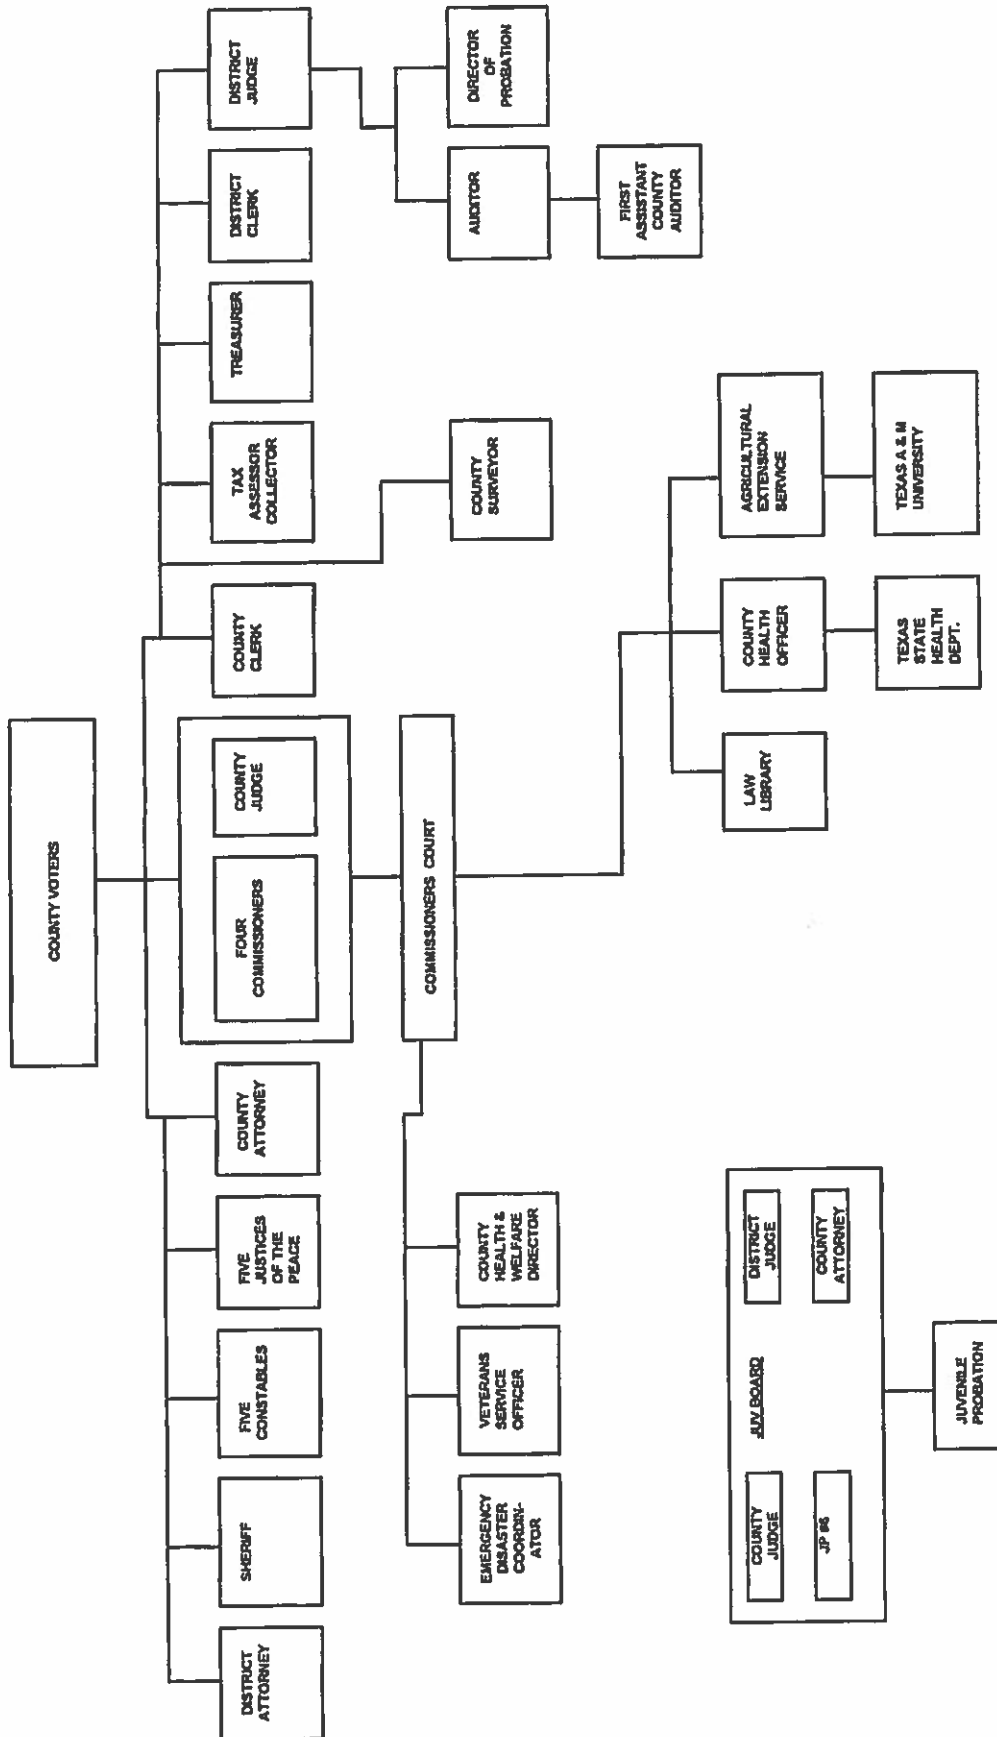 COUNTY VOTERS
DISTRICT
ATTORNEY
SHERIFF
FIVE
CONSTABLES
FIVE
JUSTICES
OF THE
PEACE
COUNTY
ATTORNEY
FOUR
COMMISSIONERS
COUNTY
JUDGE
COUNTY
CLERK
TAX
ASSESSOR
COLLECTOR
TREASURER
DISTRICT
CLERK
DISTRICT
JUDGE
COMMISSIONERS COURT
EMERGENCY
DISASTER
COORDIN-
ATOR
VETERANS
SERVICE
OFFICER
COUNTY
HEALTH &
WELFARE
DIRECTOR
COUNTY
SURVEYOR
AUDITOR
DIRECTOR
OF
PROBATION
FIRST
ASSISTANT
COUNTY
AUDITOR
LAW
LIBRARY
COUNTY
HEALTH
OFFICER
AGRICULTURAL
EXTENSION
SERVICE
TEXAS
STATE
HEALTH
DEPT.
TEXAS A & M
UNIVERSITY
COUNTY
JUDGE
JUV BOARD
DISTRICT
JUDGE
JP #6
COUNTY
ATTORNEY
JUVENILE
PROBATION